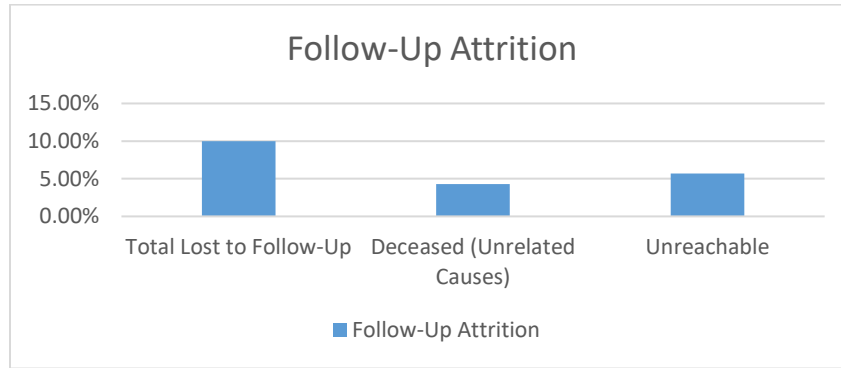 Follow-Up Attrition
15.00%
10.00%
5.00%
0.00%
Total Lost to Follow-Up
Deceased (Unrelated
Causes)
Unreachable
Follow-Up Attrition